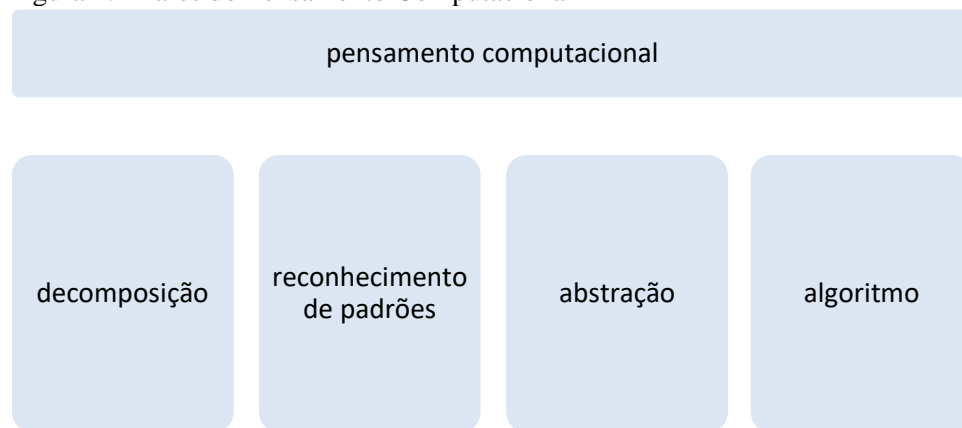 pensamento computacional
decomposição
reconhecimento
de padrões
abstração
algoritmo